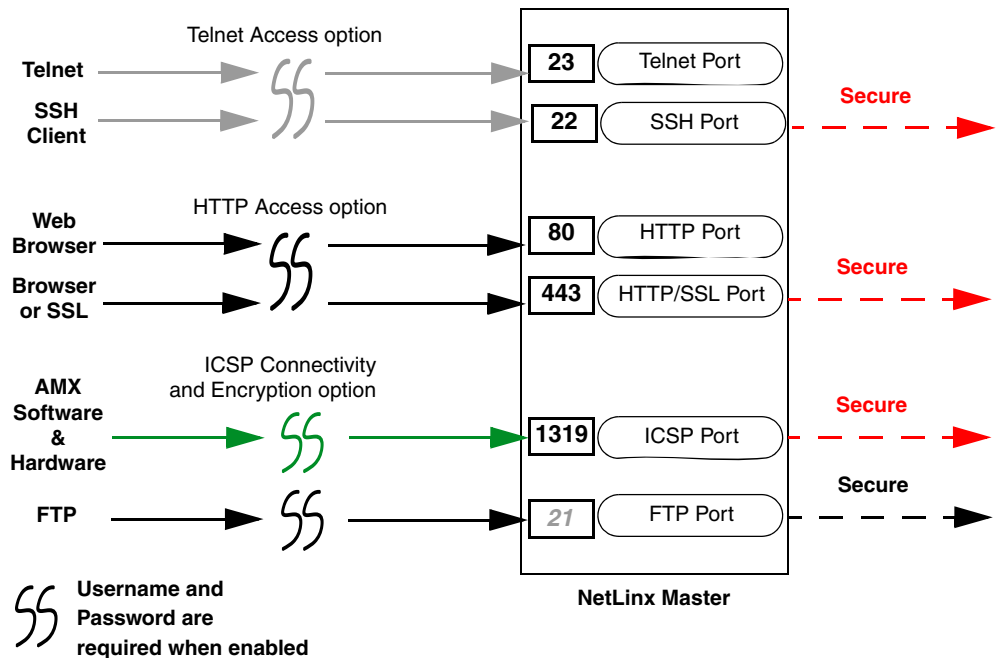 Telnet Access option
Telnet
23
Telnet Port
SSH
Client
22
SSH Port
Secure
HTTP Access option
Web
Browser
80
HTTP Port
Browser
or SSL
443
HTTP/SSL Port
Secure
ICSP Connectivity
and Encryption option
AMX
Software
&
Hardware
1319
ICSP Port
Secure
FTP
21
FTP Port
Secure
NetLinx Master
Username and
Password are
required when enabled